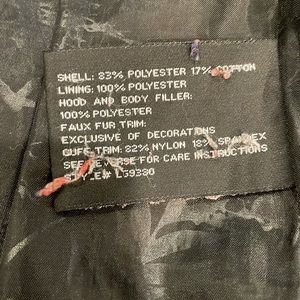 SHELL: 83% POLYESTER 17% COTTON
LINING: 100% POLYESTER
HOOD AND BODY FILLER:
100% POLYESTER
FAUX FUR TRIM:
EXCLUSIVE OF DECORATIONS
CUFF TRIM: 82% NYLON 18% SPANDEX
SEE REVERSE FOR CARE INSTRUCTIONS
STYLE#